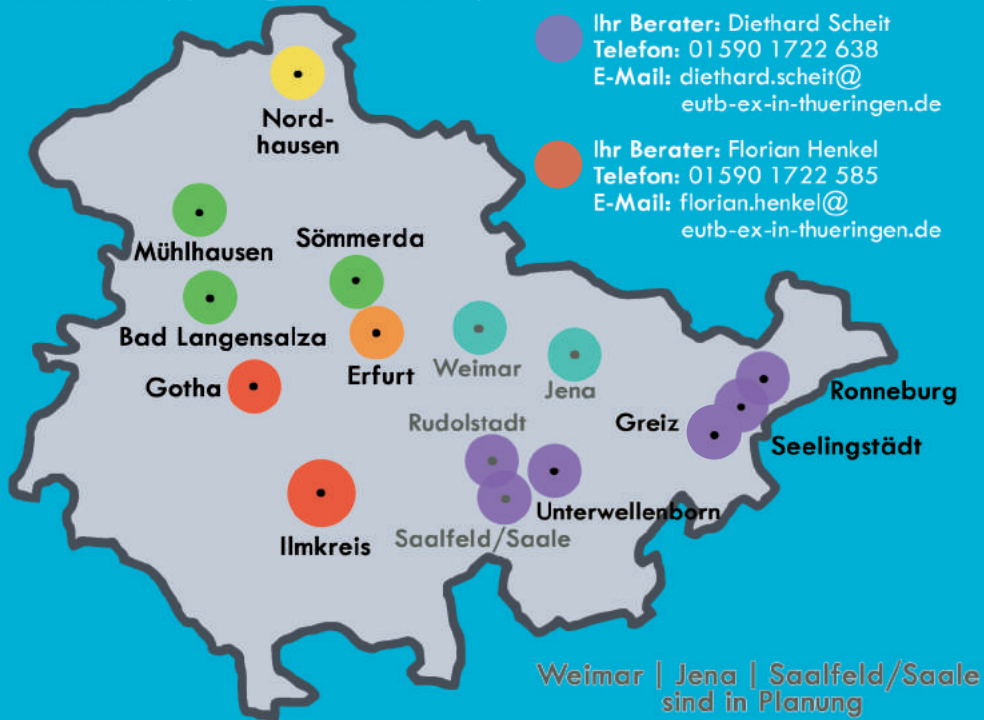 Ihr Berater: Diethard Scheit
Telefon: 01590 1722 638
E-Mail: diethard.scheit@
eutb-ex-in-thueringen.de
Ihr Berater: Florian Henkel
Telefon: 01590 1722 585
E-Mail: florian.henkel@
eutb-ex-in-thueringen.de
Nord-
hausen
Mühlhausen
Sömmerda
Bad Langensalza
Erfurt
Weimar
Jena
Gotha
Ronneburg
Rudolstadt
Greiz
Seelingstädt
Unterwellenborn
Saalfeld/Saale
Ilmkreis
Weimar | Jena | Saalfeld/Saale
sind in Planung